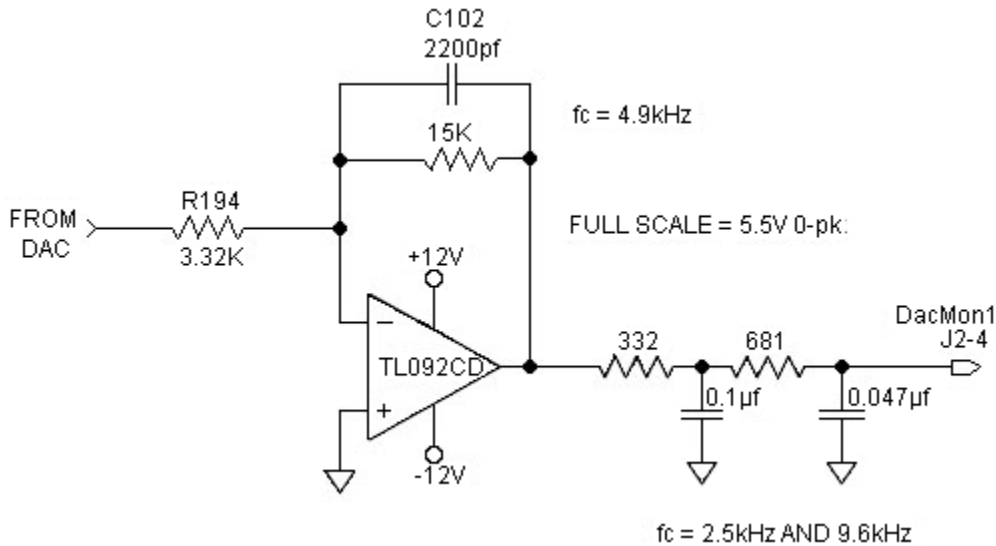 C102
2200pf
fc = 4.9kHz
15K
R194
FROM
DAC
3.32K
FULL SCALE = 5.5V 0-pk:
+12V
DacMon1
J2-4
332
681
−
TL092CD
+
0.1µf
0.047µf
-12V
fc = 2.5kHz AND 9.6kHz